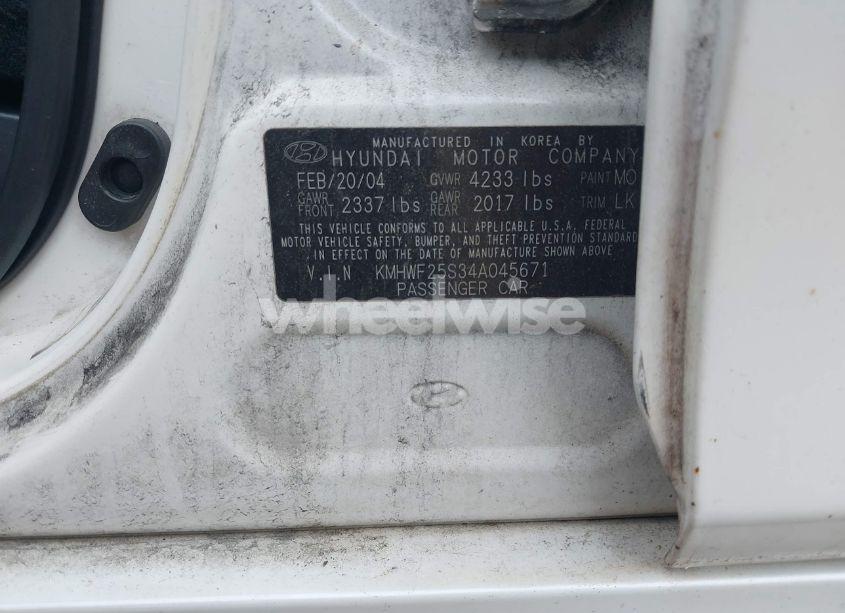 MANUFACTURED IN KOREA BY
HYUNDAI MOTOR COMPANY
FEB/20/04 GVWR 4233 lbs PAINT MO
GAWR FRONT 2337 lbs GAWR REAR 2017 lbs TRIM LK
THIS VEHICLE CONFORMS TO ALL APPLICABLE U.S.A. FEDERAL
MOTOR VEHICLE SAFETY, BUMPER, AND THEFT PREVENTION STANDARD
IN EFFECT ON THE DATE OF MANUFACT SHOWN ABOVE
V.I.N KMHWF25S34A045671
PASSENGER CAR
wheelwise